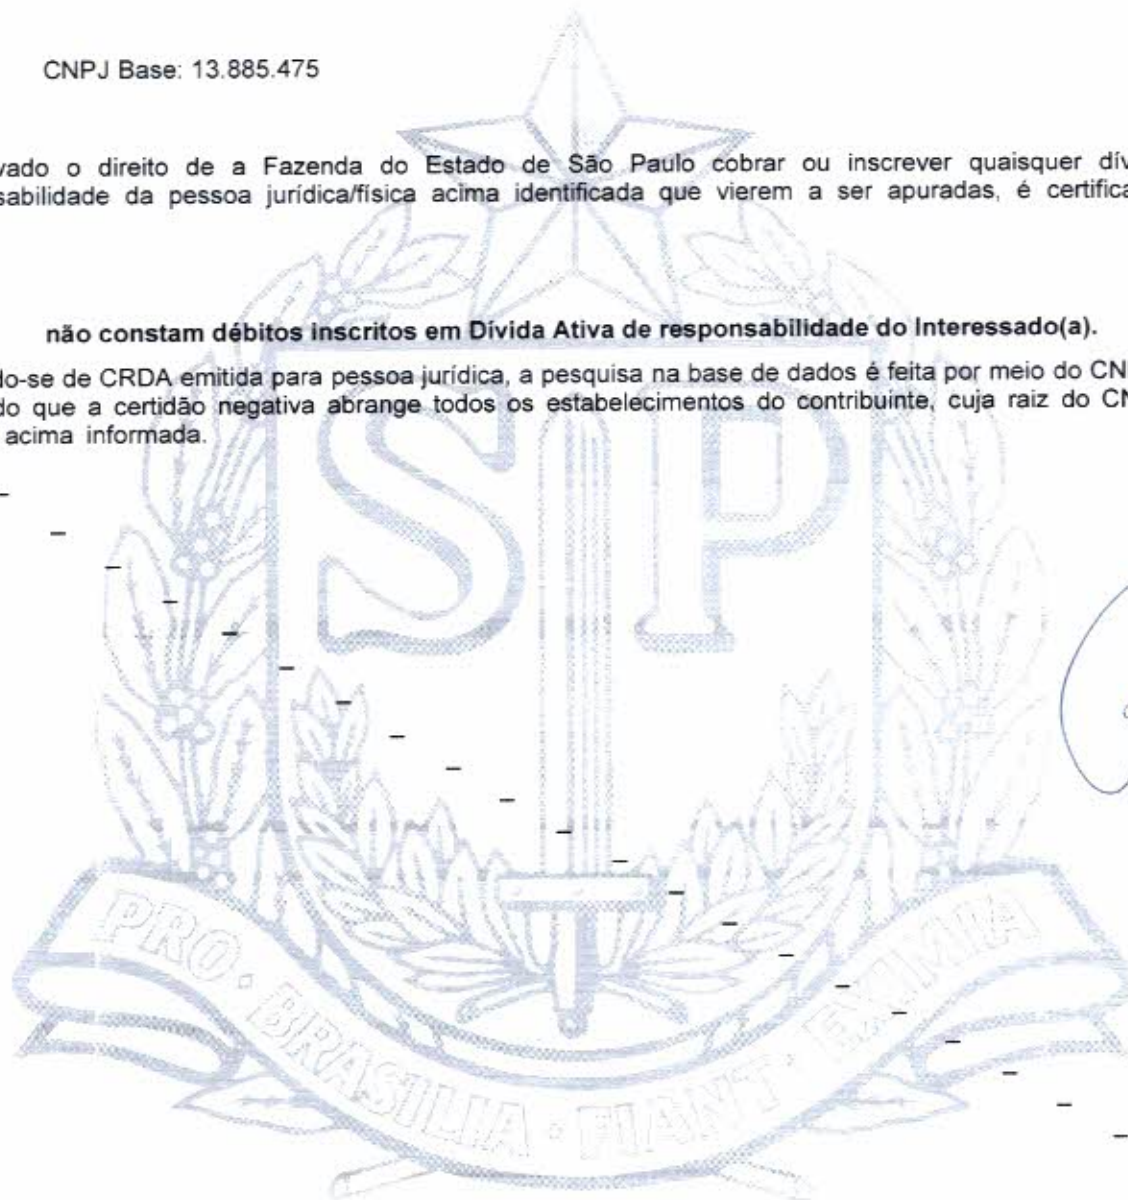 CNPJ Base: 13.885.475
vado o direito de a Fazenda do Estado de São Paulo cobrar ou inscrever quaisquer dív
sabilidade da pessoa jurídica/física acima identificada que vierem a ser apuradas, é certifica
não constam débitos inscritos em Dívida Ativa de responsabilidade do Interessado(a).
do-se de CRDA emitida para pessoa jurídica, a pesquisa na base de dados é feita por meio do CN
do que a certidão negativa abrange todos os estabelecimentos do contribuinte, cuja raiz do CN
acima informada.
SP
PRO · BRASILIA · FIANT · EXIMIA